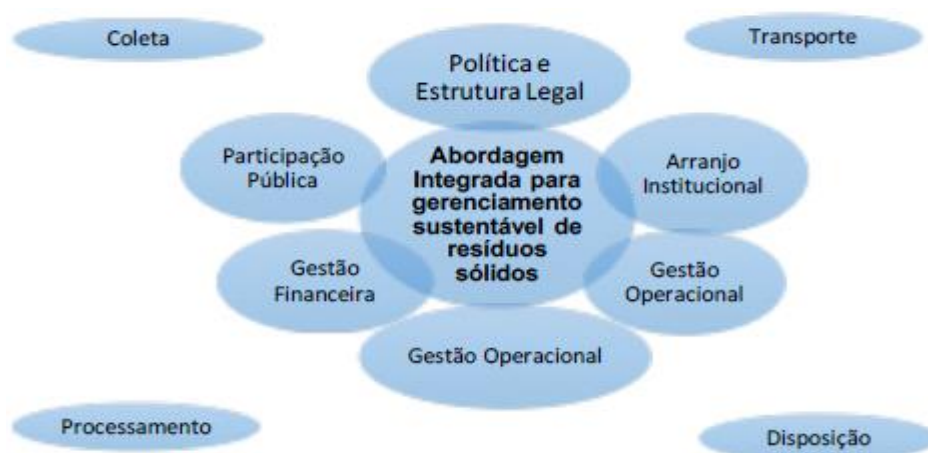 Coleta
Transporte
Política e
Estrutura Legal
Participação
Pública
Abordagem
Integrada para
gerenciamento
sustentável de
resíduos
sólidos
Arranjo
Institucional
Gestão
Financeira
Gestão
Operacional
Gestão Operacional
Processamento
Disposição